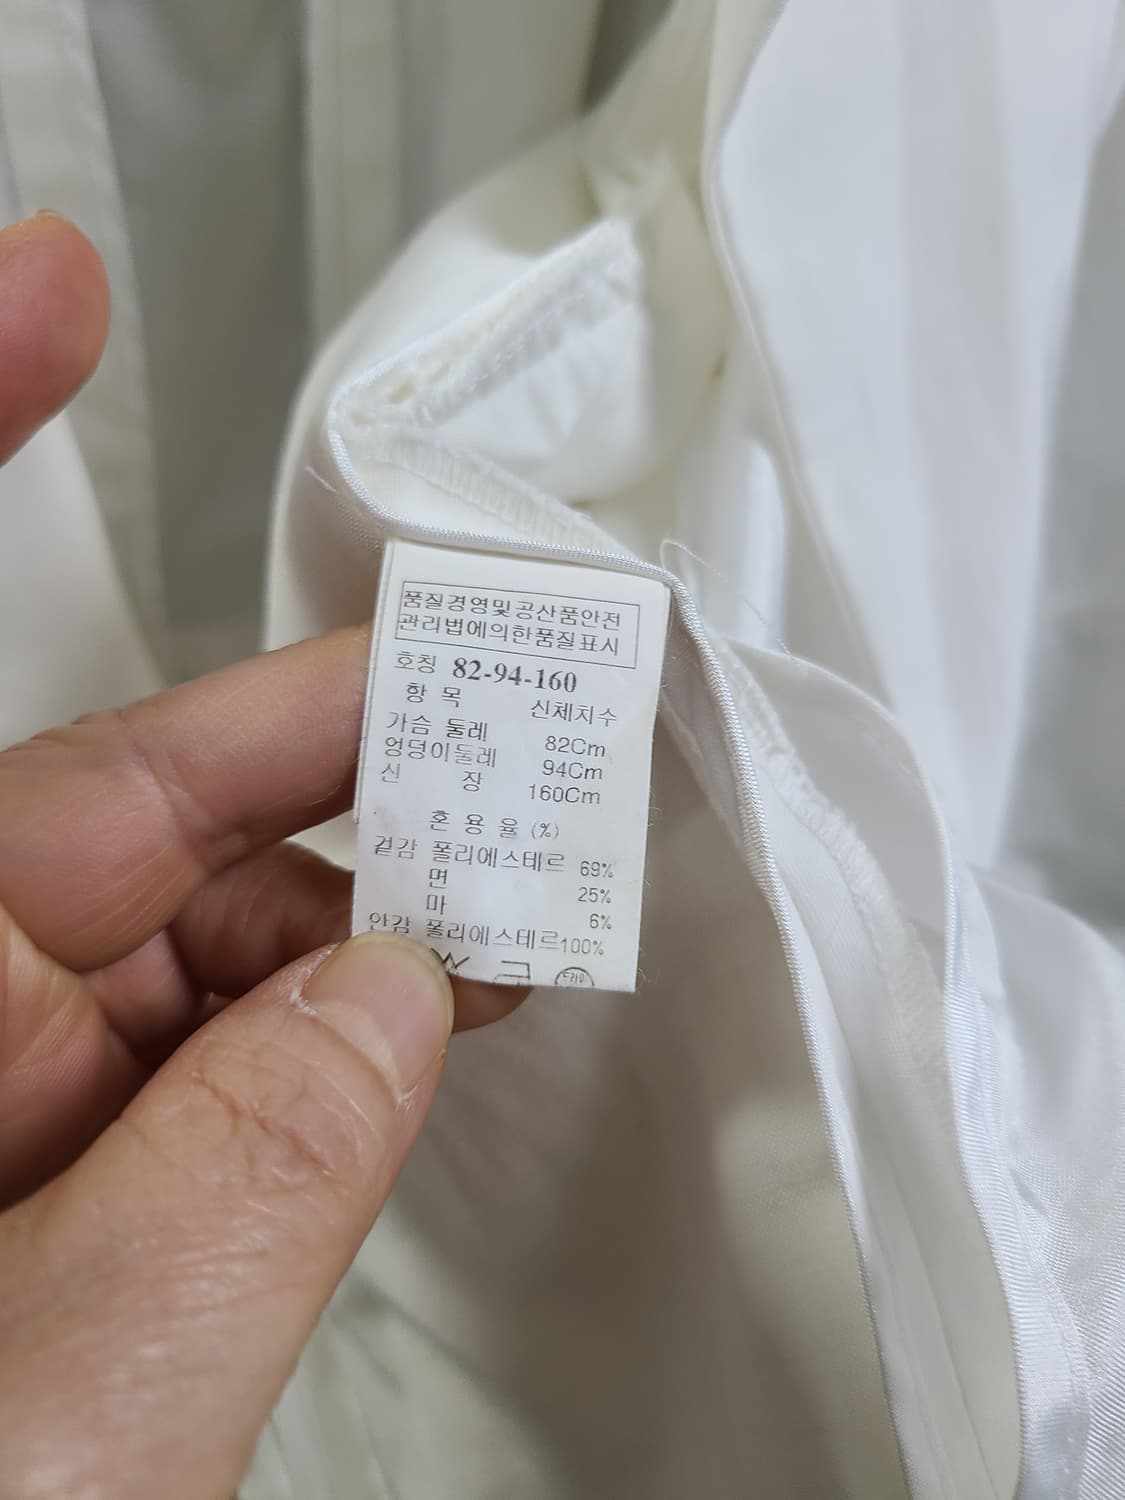 품질경영및공산품안전
관리법에의한품질표시
호칭 82-94-160
항 목 신체치수
가슴 둘레 82Cm
엉덩이둘레 94Cm
신 장 160Cm
혼 용 율 (%)
겉감 폴리에스테르 69%
면 25%
마 6%
안감 폴리에스테르100%
드라이